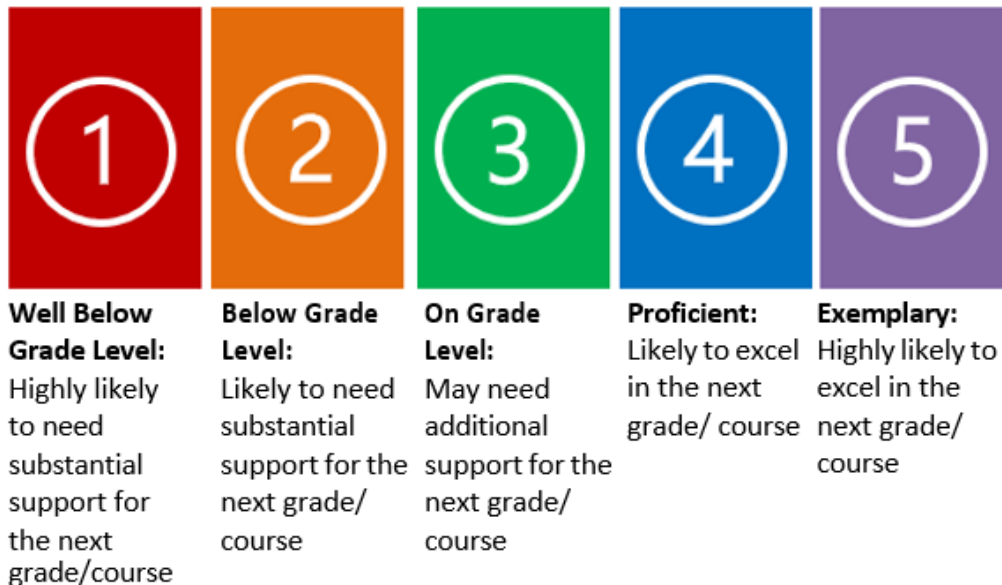 1
2
3
4
5
Well Below
Grade Level:
Highly likely
to need
substantial
support for
the next
grade/course
Below Grade
Level:
Likely to need
substantial
support for the
next grade/
course
On Grade
Level:
May need
additional
support for the
next grade/
course
Proficient:
Likely to excel
in the next
grade/ course
Exemplary:
Highly likely to
excel in the
next grade/
course